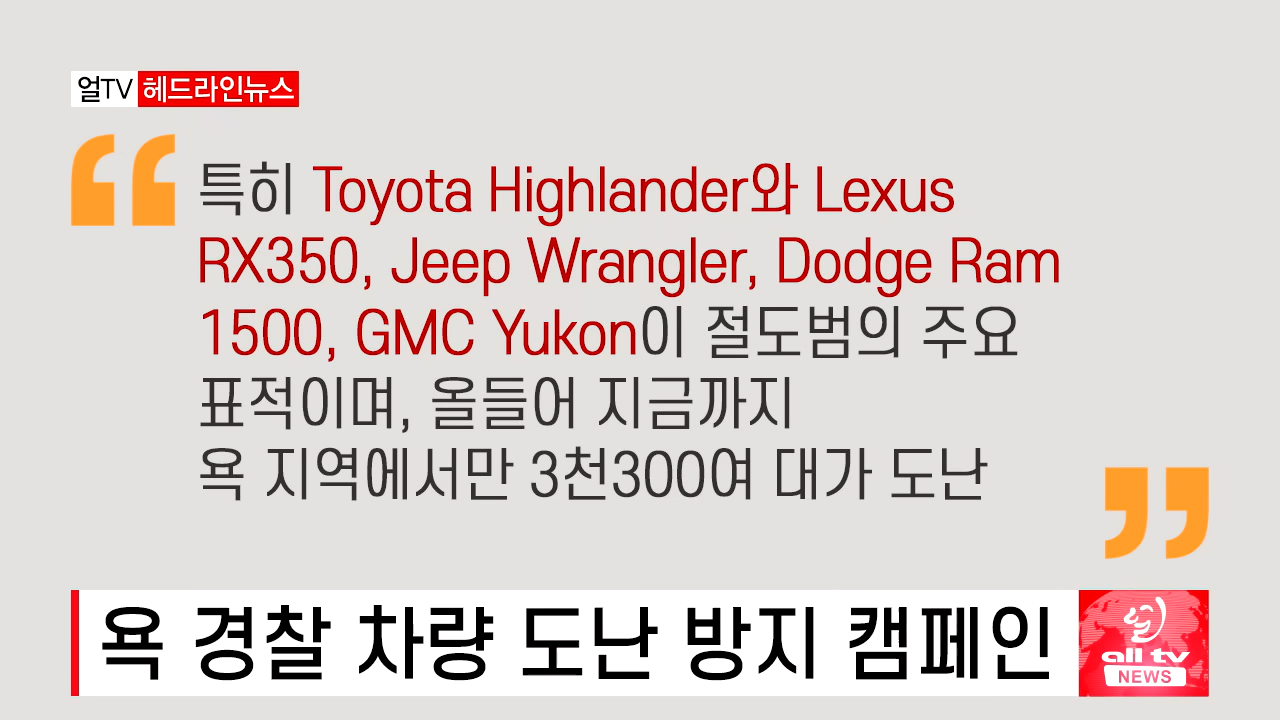 얼TV 헤드라인뉴스
특히 Toyota Highlander와 Lexus
RX350, Jeep Wrangler, Dodge Ram
1500, GMC Yukon이 절도범의 주요
표적이며, 올들어 지금까지
욕 지역에서만 3천300여 대가 도난
욕 경찰 차량 도난 방지 캠페인
all tv
NEWS